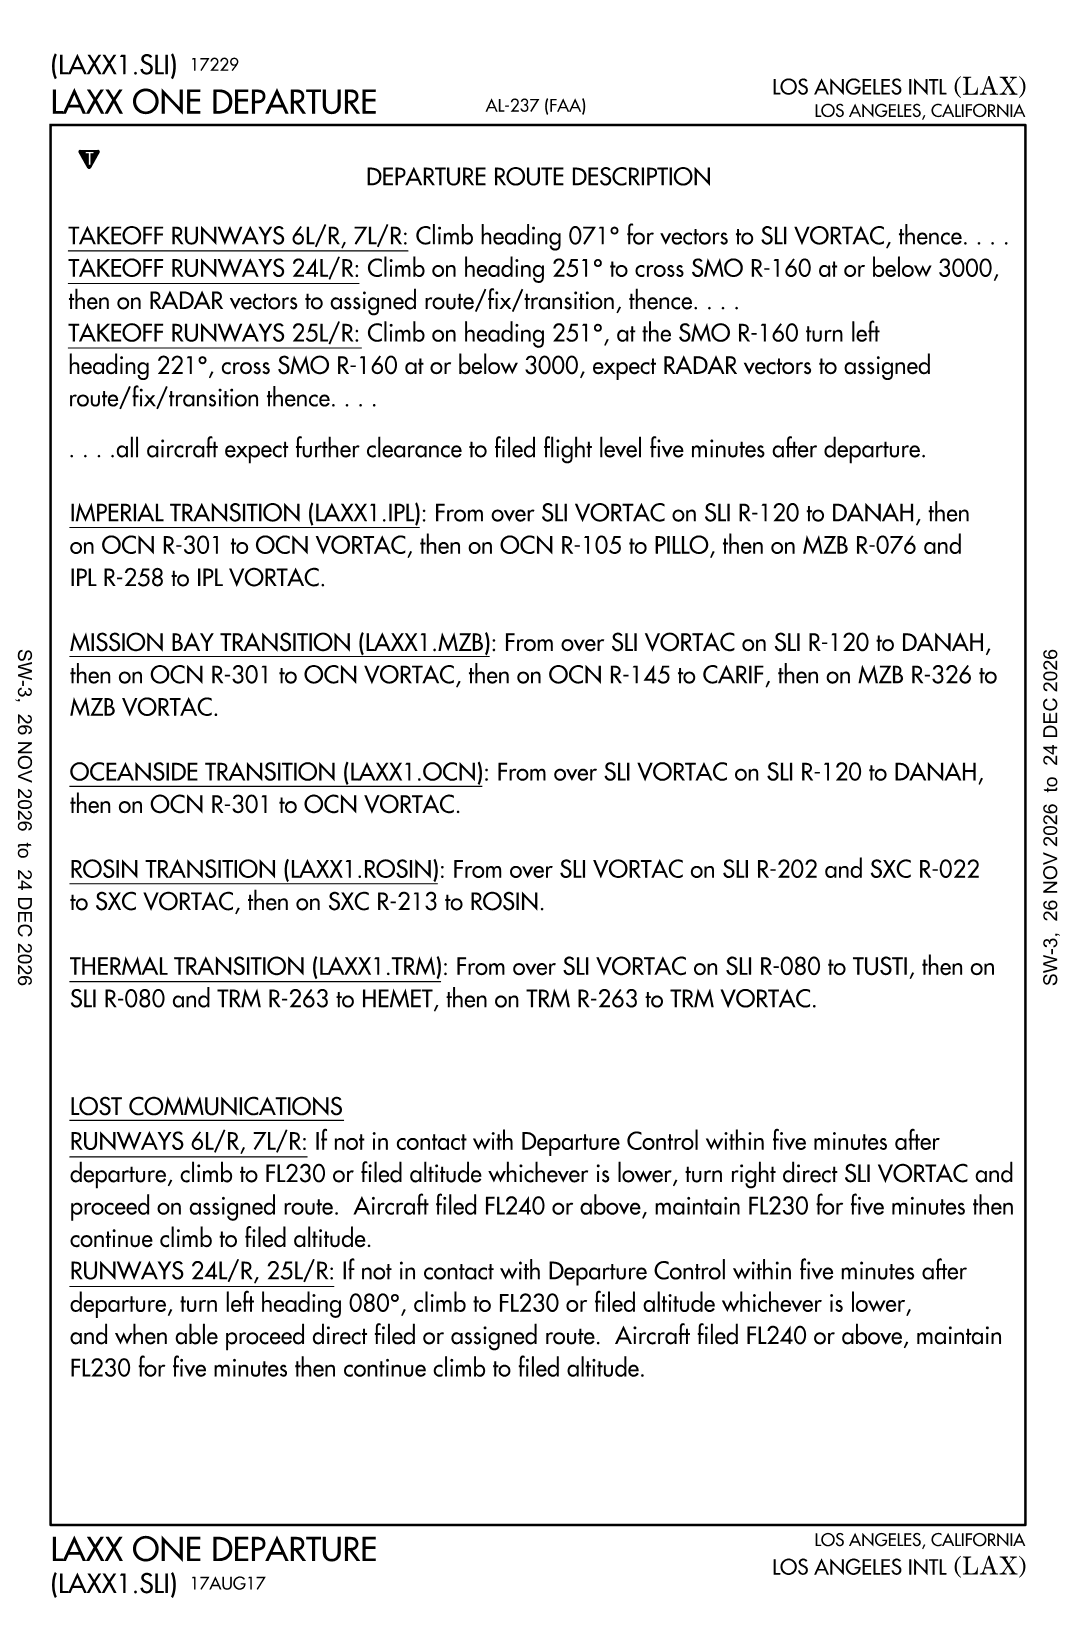 (LAXX1.SLI) 17229
LAXX ONE DEPARTURE
AL-237 (FAA)
LOS ANGELES INTL (LAX)
LOS ANGELES, CALIFORNIA
T
DEPARTURE ROUTE DESCRIPTION
TAKEOFF RUNWAYS 6L/R, 7L/R: Climb heading 071° for vectors to SLI VORTAC, thence. . . .
TAKEOFF RUNWAYS 24L/R: Climb on heading 251° to cross SMO R-160 at or below 3000,
then on RADAR vectors to assigned route/fix/transition, thence. . . .
TAKEOFF RUNWAYS 25L/R: Climb on heading 251°, at the SMO R-160 turn left
heading 221°, cross SMO R-160 at or below 3000, expect RADAR vectors to assigned
route/fix/transition thence. . . .
. . . .all aircraft expect further clearance to filed flight level five minutes after departure.
IMPERIAL TRANSITION (LAXX1.IPL): From over SLI VORTAC on SLI R-120 to DANAH, then
on OCN R-301 to OCN VORTAC, then on OCN R-105 to PILLO, then on MZB R-076 and
IPL R-258 to IPL VORTAC.
MISSION BAY TRANSITION (LAXX1.MZB): From over SLI VORTAC on SLI R-120 to DANAH,
then on OCN R-301 to OCN VORTAC, then on OCN R-145 to CARIF, then on MZB R-326 to
MZB VORTAC.
OCEANSIDE TRANSITION (LAXX1.OCN): From over SLI VORTAC on SLI R-120 to DANAH,
then on OCN R-301 to OCN VORTAC.
ROSIN TRANSITION (LAXX1.ROSIN): From over SLI VORTAC on SLI R-202 and SXC R-022
to SXC VORTAC, then on SXC R-213 to ROSIN.
THERMAL TRANSITION (LAXX1.TRM): From over SLI VORTAC on SLI R-080 to TUSTI, then on
SLI R-080 and TRM R-263 to HEMET, then on TRM R-263 to TRM VORTAC.
LOST COMMUNICATIONS
RUNWAYS 6L/R, 7L/R: If not in contact with Departure Control within five minutes after
departure, climb to FL230 or filed altitude whichever is lower, turn right direct SLI VORTAC and
proceed on assigned route. Aircraft filed FL240 or above, maintain FL230 for five minutes then
continue climb to filed altitude.
RUNWAYS 24L/R, 25L/R: If not in contact with Departure Control within five minutes after
departure, turn left heading 080°, climb to FL230 or filed altitude whichever is lower,
and when able proceed direct filed or assigned route. Aircraft filed FL240 or above, maintain
FL230 for five minutes then continue climb to filed altitude.
SW-3, 26 NOV 2026 to 24 DEC 2026
SW-3, 26 NOV 2026 to 24 DEC 2026
LAXX ONE DEPARTURE
(LAXX1.SLI) 17AUG17
LOS ANGELES, CALIFORNIA
LOS ANGELES INTL (LAX)